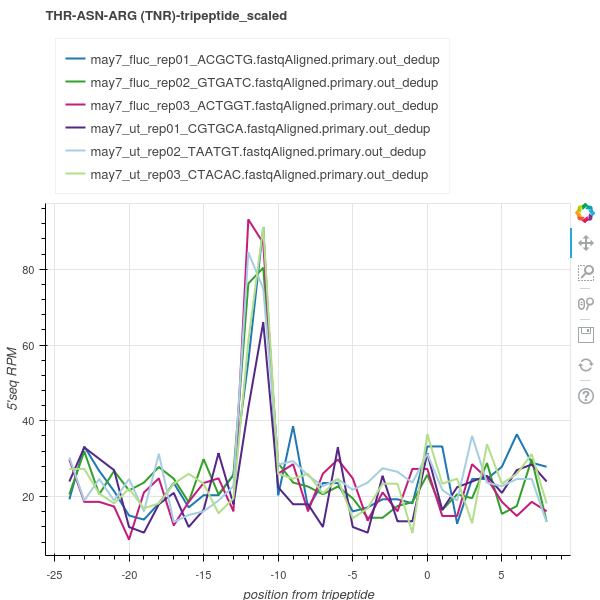 THR-ASN-ARG (TNR)-tripeptide_scaled
may7_fluc_rep01_ACGCTG.fastqAligned.primary.out_dedup
may7_fluc_rep02_GTGATC.fastqAligned.primary.out_dedup
may7_fluc_rep03_ACTGGT.fastqAligned.primary.out_dedup
may7_ut_rep01_CGTGCA.fastqAligned.primary.out_dedup
may7_ut_rep02_TAATGT.fastqAligned.primary.out_dedup
may7_ut_rep03_CTACAC.fastqAligned.primary.out_dedup
80
60
40
20
5'seq RPM
-25 -20 -15 -10 -5 0 5
position from tripeptide